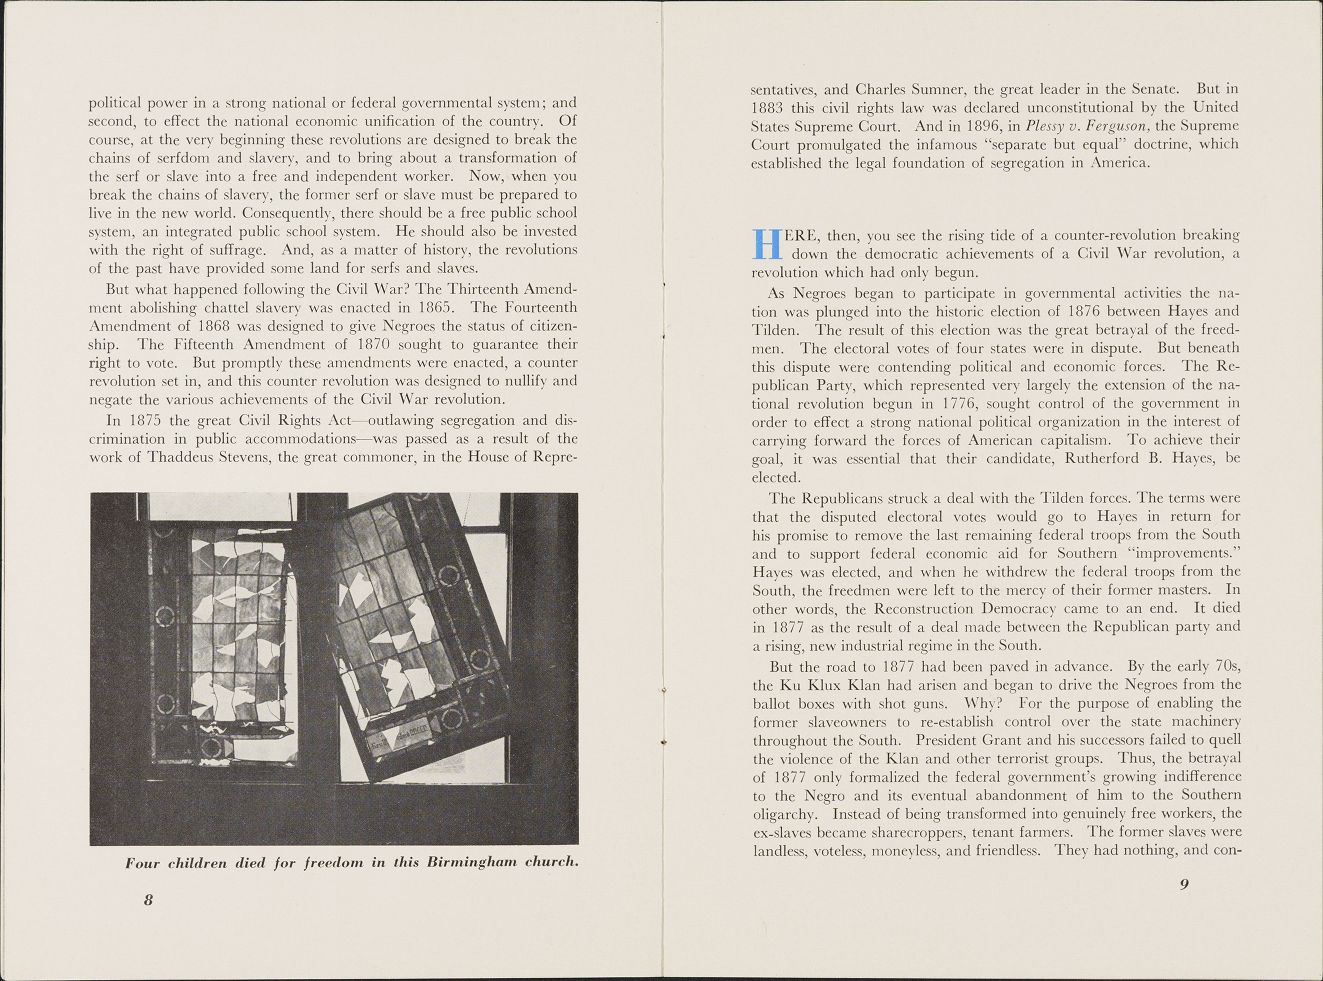 political power in a strong national or federal governmental system; and
second, to effect the national economic unification of the country. Of
course, at the very beginning these revolutions are designed to break the
chains of serfdom and slavery, and to bring about a transformation of
the serf or slave into a free and independent worker. Now, when you
break the chains of slavery, the former serf or slave must be prepared to
live in the new world. Consequently, there should be a free public school
system, an integrated public school system. He should also be invested
with the right of suffrage. And, as a matter of history, the revolutions
of the past have provided some land for serfs and slaves.
But what happened following the Civil War? The Thirteenth Amend-
ment abolishing chattel slavery was enacted in 1865. The Fourteenth
Amendment of 1868 was designed to give Negroes the status of citizen-
ship. The Fifteenth Amendment of 1870 sought to guarantee their
right to vote. But promptly these amendments were enacted, a counter
revolution set in, and this counter revolution was designed to nullify and
negate the various achievements of the Civil War revolution.
In 1875 the great Civil Rights Act—outlawing segregation and dis-
crimination in public accommodations—was passed as a result of the
work of Thaddeus Stevens, the great commoner, in the House of Repre-
Four children died for freedom in this Birmingham church.
8
sentatives, and Charles Sumner, the great leader in the Senate. But in
1883 this civil rights law was declared unconstitutional by the United
States Supreme Court. And in 1896, in Plessy v. Ferguson, the Supreme
Court promulgated the infamous "separate but equal" doctrine, which
established the legal foundation of segregation in America.
HERE, then, you see the rising tide of a counter-revolution breaking
down the democratic achievements of a Civil War revolution, a
revolution which had only begun.
As Negroes began to participate in governmental activities the na-
tion was plunged into the historic election of 1876 between Hayes and
Tilden. The result of this election was the great betrayal of the freed-
men. The electoral votes of four states were in dispute. But beneath
this dispute were contending political and economic forces. The Re-
publican Party, which represented very largely the extension of the na-
tional revolution begun in 1776, sought control of the government in
order to effect a strong national political organization in the interest of
carrying forward the forces of American capitalism. To achieve their
goal, it was essential that their candidate, Rutherford B. Hayes, be
elected.
The Republicans struck a deal with the Tilden forces. The terms were
that the disputed electoral votes would go to Hayes in return for
his promise to remove the last remaining federal troops from the South
and to support federal economic aid for Southern "improvements."
Hayes was elected, and when he withdrew the federal troops from the
South, the freedmen were left to the mercy of their former masters. In
other words, the Reconstruction Democracy came to an end. It died
in 1877 as the result of a deal made between the Republican party and
a rising, new industrial regime in the South.
But the road to 1877 had been paved in advance. By the early 70s,
the Ku Klux Klan had arisen and began to drive the Negroes from the
ballot boxes with shot guns. Why? For the purpose of enabling the
former slaveowners to re-establish control over the state machinery
throughout the South. President Grant and his successors failed to quell
the violence of the Klan and other terrorist groups. Thus, the betrayal
of 1877 only formalized the federal government's growing indifference
to the Negro and its eventual abandonment of him to the Southern
oligarchy. Instead of being transformed into genuinely free workers, the
ex-slaves became sharecroppers, tenant farmers. The former slaves were
landless, voteless, moneyless, and friendless. They had nothing, and con-
9